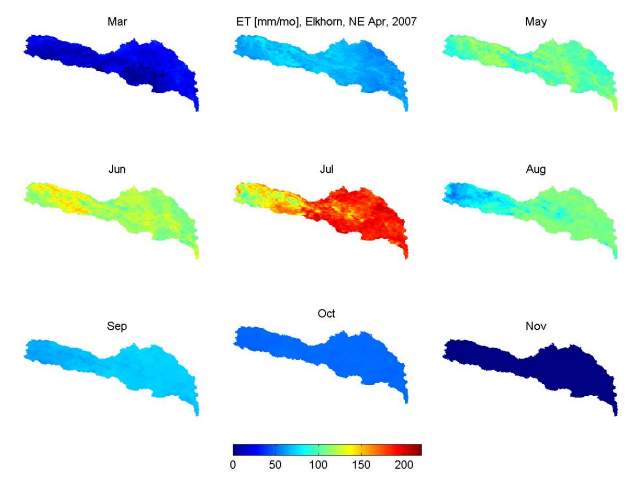 Mar
ET [mm/mo], Elkhorn, NE Apr, 2007
May
Jun
Jul
Aug
Sep
Oct
Nov
0 50 100 150 200